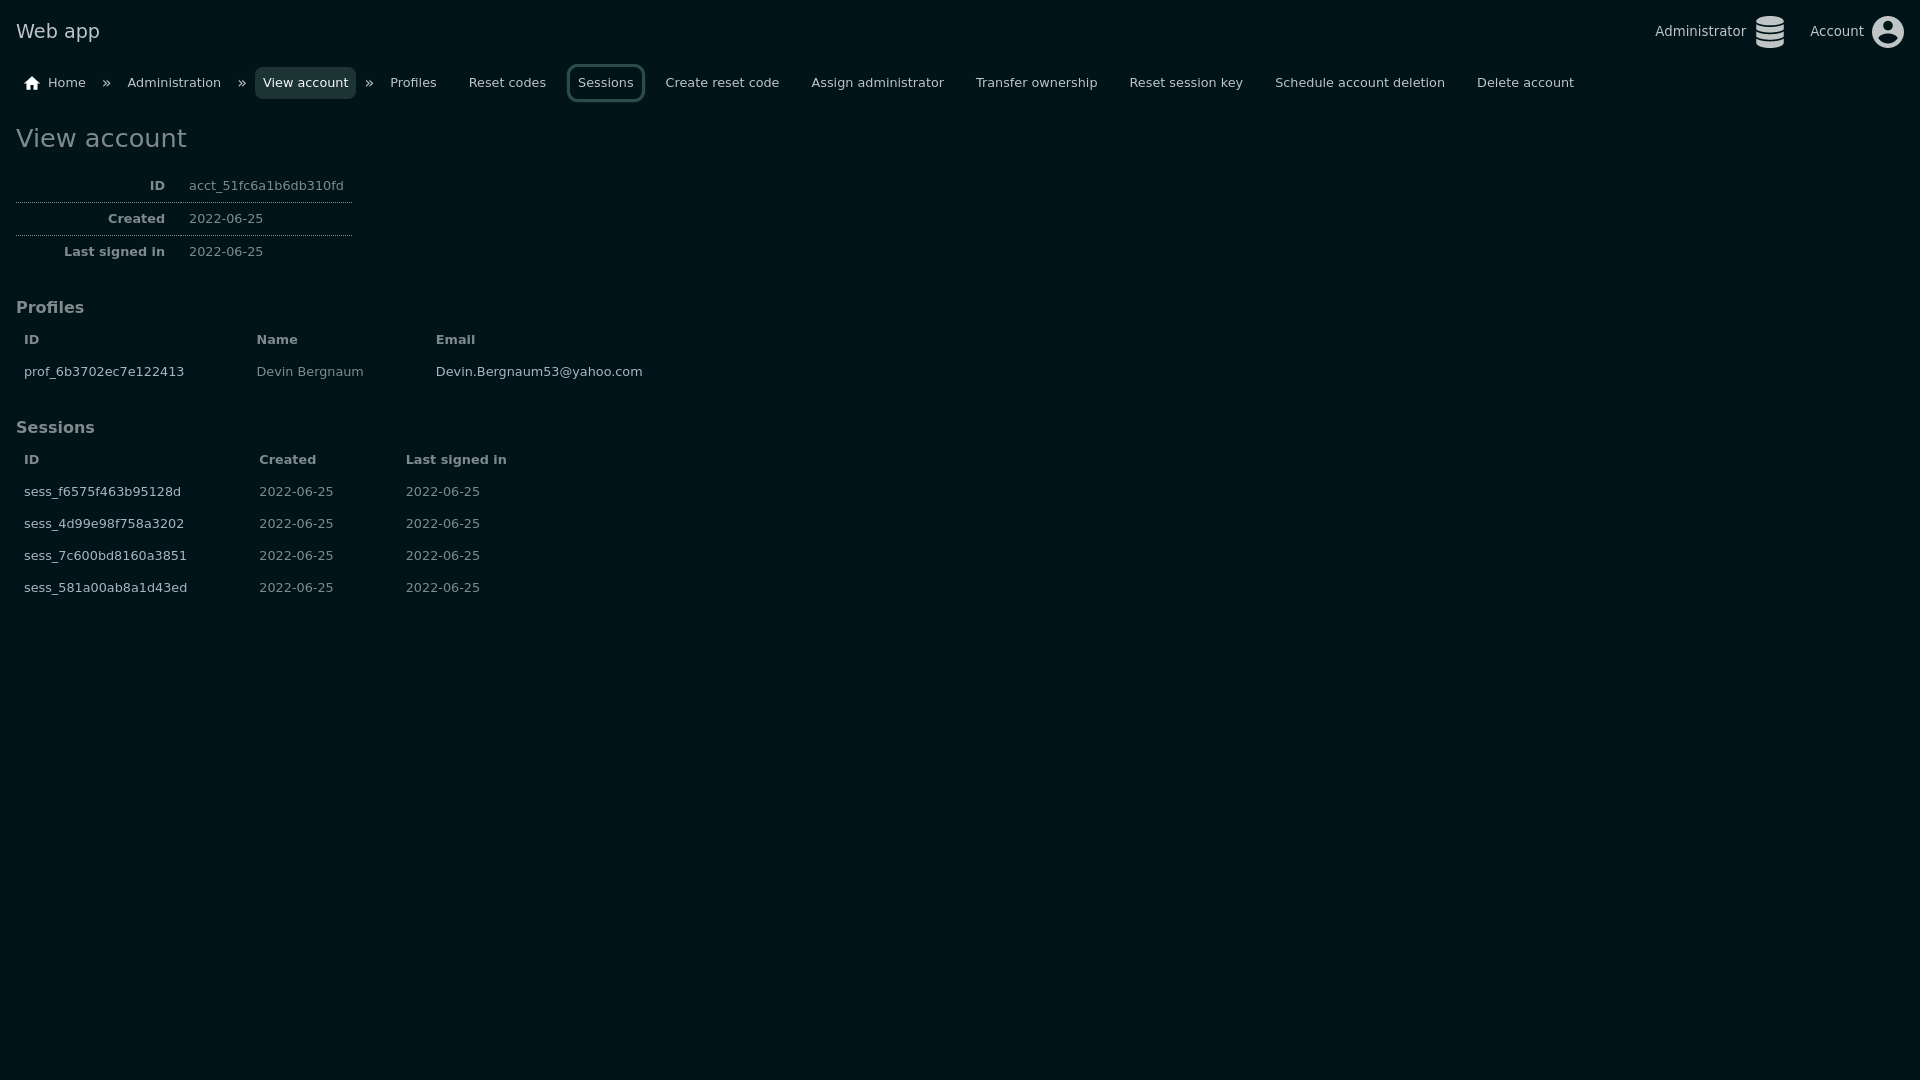 Web app
Administrator
Account
Home » Administration » View account » Profiles Reset codes Sessions Create reset code Assign administrator Transfer ownership Reset session key Schedule account deletion Delete account
View account
ID acct_51fc6a1b6db310fd
Created 2022-06-25
Last signed in 2022-06-25
Profiles
ID Name Email
prof_6b3702ec7e122413 Devin Bergnaum Devin.Bergnaum53@yahoo.com
Sessions
ID Created Last signed in
sess_f6575f463b95128d 2022-06-25 2022-06-25
sess_4d99e98f758a3202 2022-06-25 2022-06-25
sess_7c600bd8160a3851 2022-06-25 2022-06-25
sess_581a00ab8a1d43ed 2022-06-25 2022-06-25